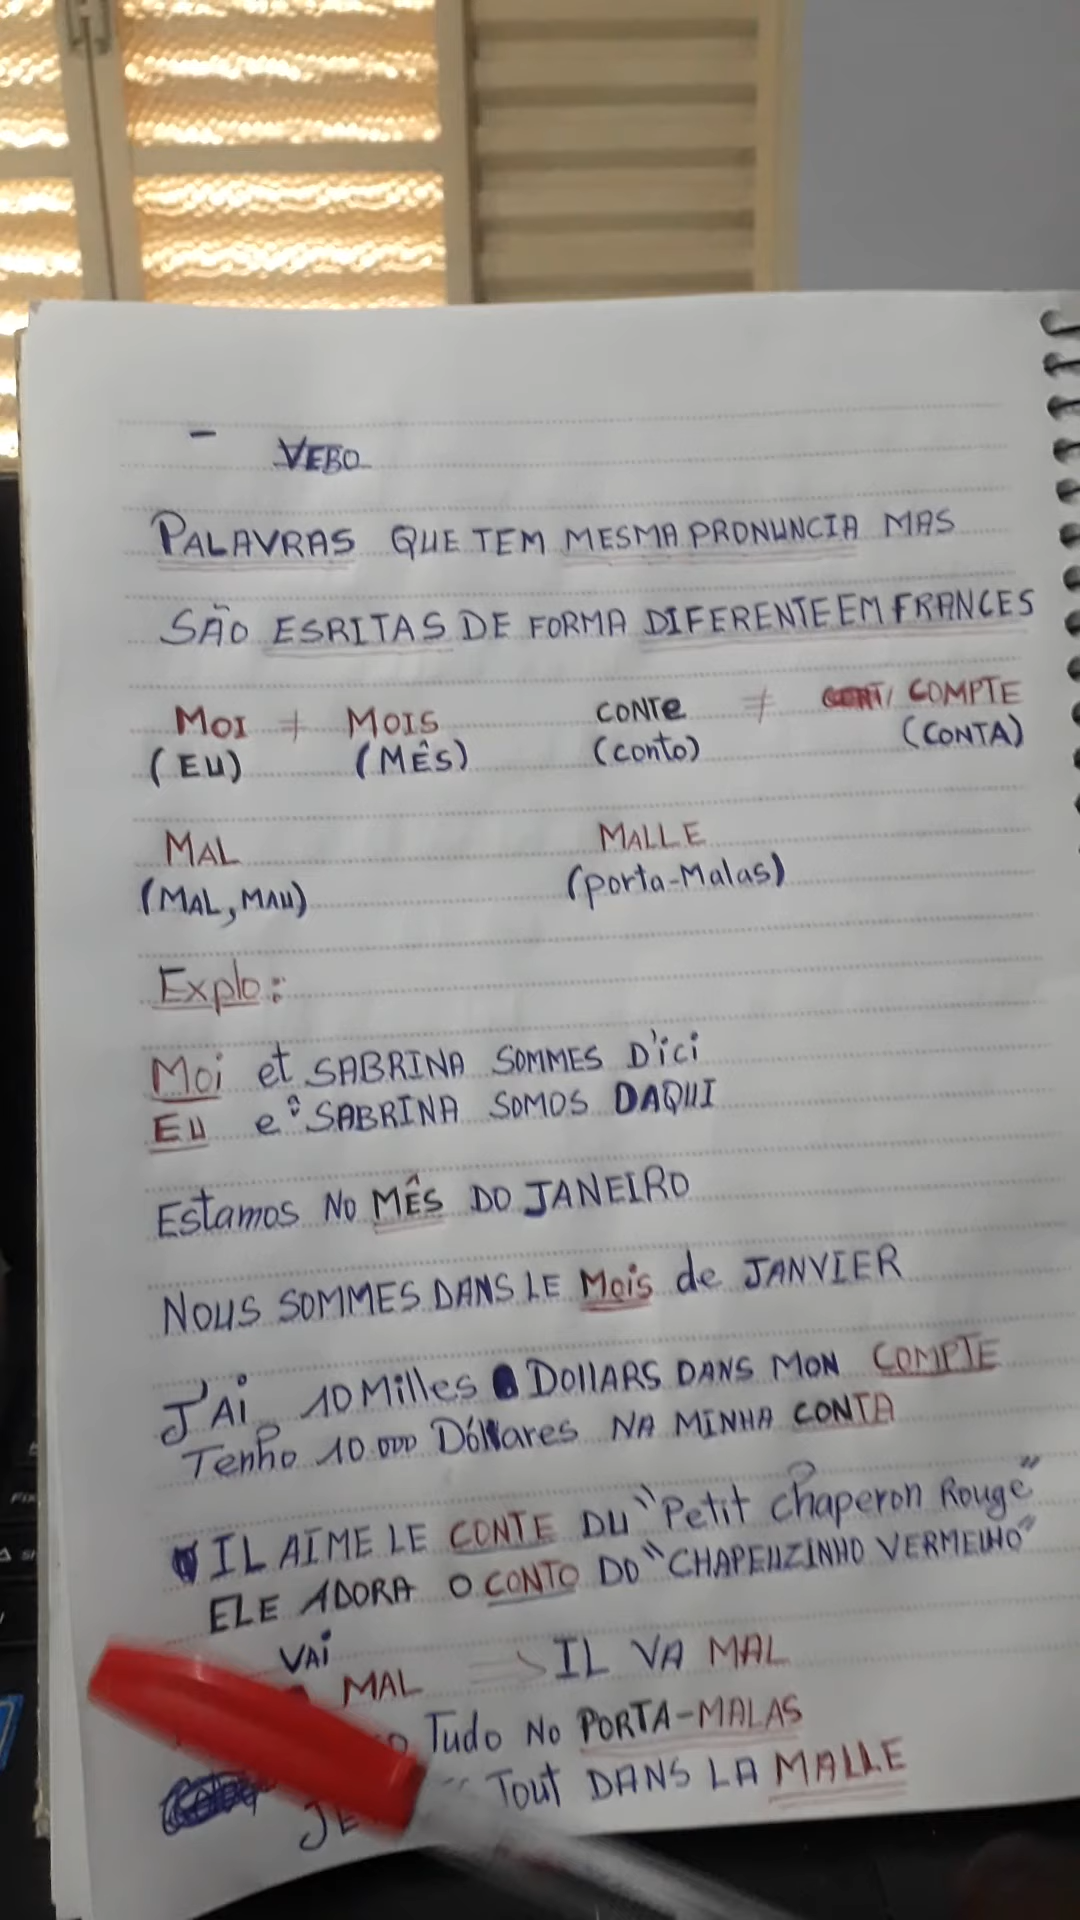 VEBO
PALAVRAS QUE TEM MESMA PRONUNCIA MAS
SÃO ESRITAS DE FORMA DIFERENTE EM FRANCES
MOI ≠ MOIS CONTE ≠ COMPTE
(EU) (MÊS) (conto) (CONTA)
MAL MALLE
(MAL, MAU) (porta-Malas)
Explo:
Moi et SABRINA SOMMES D'ici
EU e SABRINA SOMOS DAQUI
Estamos NO MÊS DO JANEIRO
NOUS SOMMES DANS LE Mois de JANVIER
J'Ai 10 Milles DOllARS DANS MON COMPTE
Tenho 10.000 Dóllares NA MINHA CONTA
IL AIME LE CONTE DU "Petit Chaperon Rouge"
ELE ADORA O CONTO DO "CHAPEUZINHO VERMELHO"
VAi
MAL => IL VA MAL
Tudo No PORTA-MALAS
JE Tout DANS LA MALLE